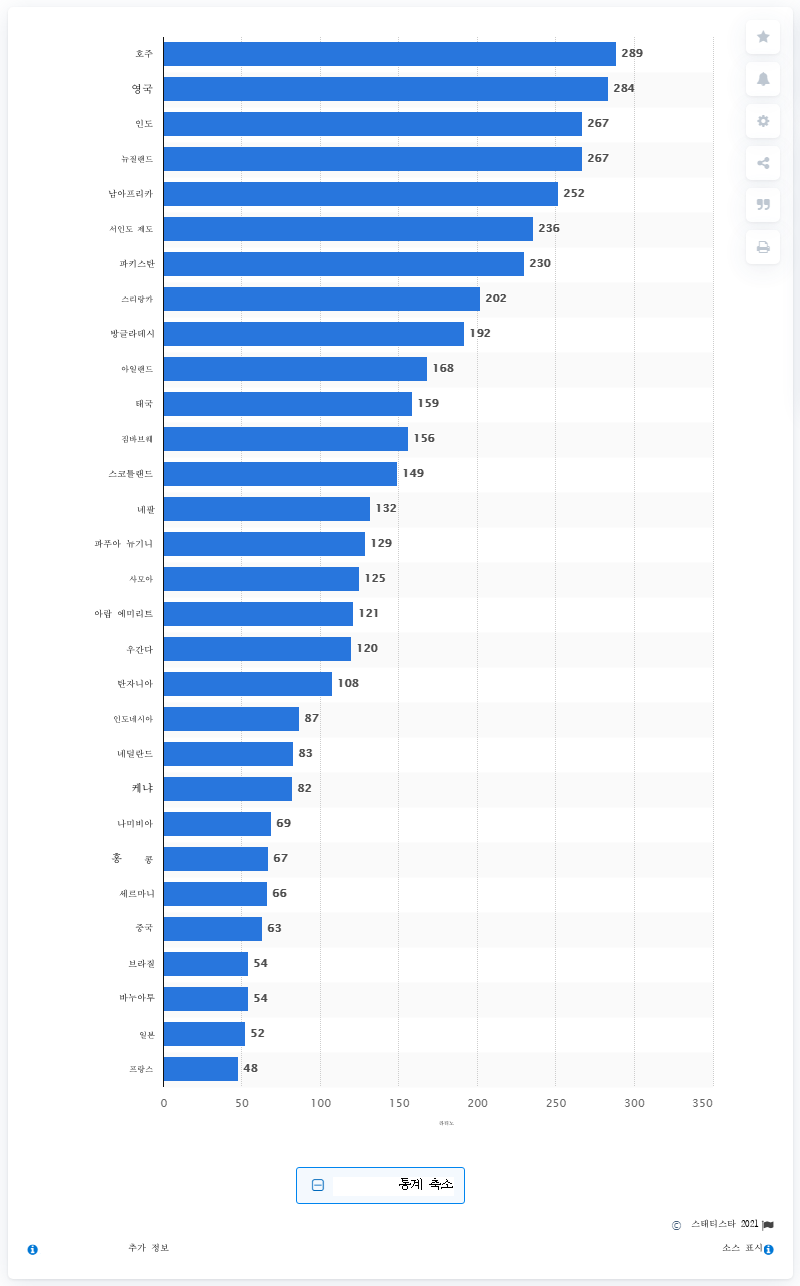 호주 289
영국 284
인도 267
뉴질랜드 267
남아프리카 252
서인도 제도 236
파키스탄 230
스리랑카 202
방글라데시 192
아일랜드 168
태국 159
짐바브웨 156
스코틀랜드 149
네팔 132
파푸아 뉴기니 129
사모아 125
아랍 에미리트 121
우간다 120
탄자니아 108
인도네시아 87
네덜란드 83
케냐 82
나미비아 69
홍 콩 67
세르마니 66
중국 63
브라질 54
바누아투 54
일본 52
프랑스 48
0 50 100 150 200 250 300 350
통계 축소
© 스태티스타 2021
추가 정보 소스 표시